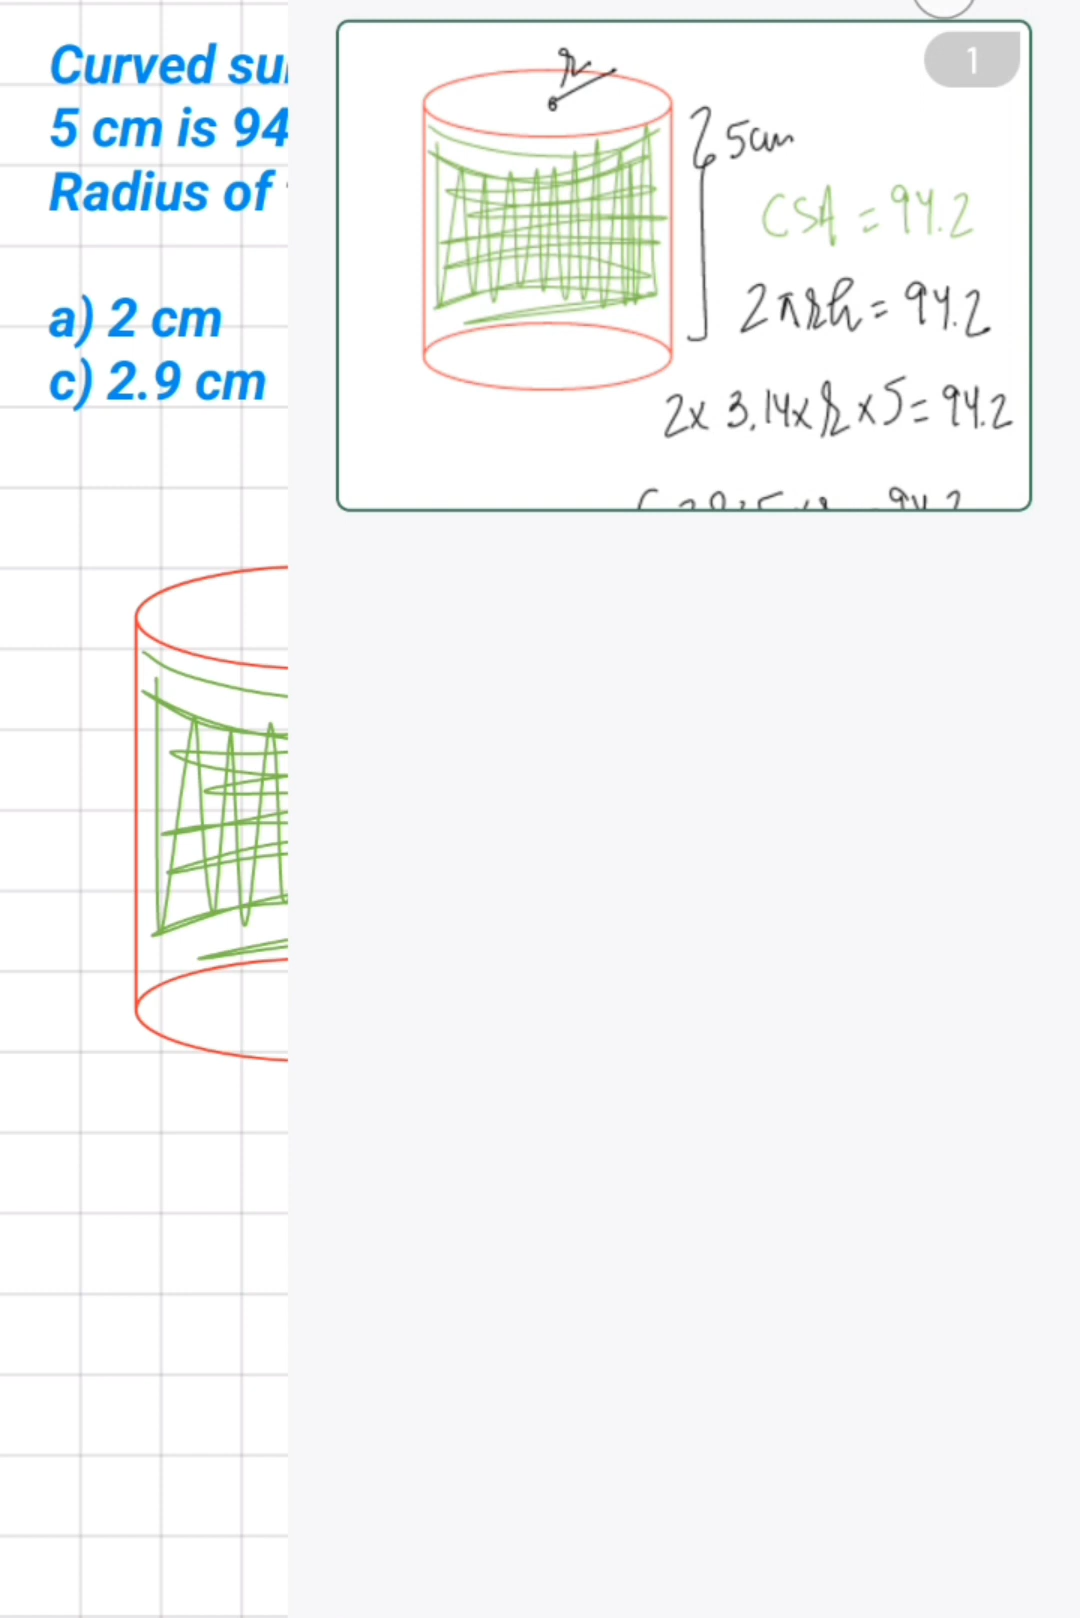 Curved su
5 cm is 94
Radius of
a) 2 cm
c) 2.9 cm
1
r
5cm
CSA = 94.2
2πrh = 94.2
2x 3.14x r x 5 = 94.2